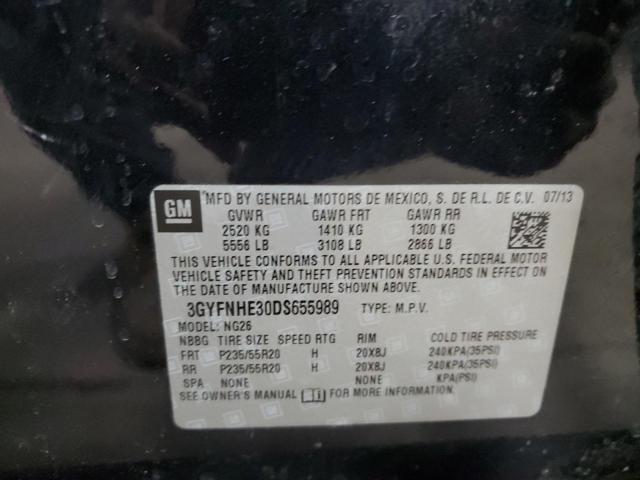 GM
MFD BY GENERAL MOTORS DE MEXICO, S. DE R.L. DE C.V. 07/13
GVWR GAWR FRT GAWR RR
2520 KG 1410 KG 1300 KG
5556 LB 3108 LB 2866 LB
THIS VEHICLE CONFORMS TO ALL APPLICABLE U.S. FEDERAL MOTOR
VEHICLE SAFETY AND THEFT PREVENTION STANDARDS IN EFFECT ON
THE DATE OF MANUFACTURE SHOWN ABOVE.
3GYFNHE30DS655989 TYPE: M.P.V.
MODEL: NG26
NBBG TIRE SIZE SPEED RTG RIM COLD TIRE PRESSURE
FRT P235/55R20 H 20X8J 240KPA(35PSI)
RR P235/55R20 H 20X8J 240KPA(35PSI)
SPA NONE NONE KPA(PSI)
SEE OWNER'S MANUAL FOR MORE INFORMATION.